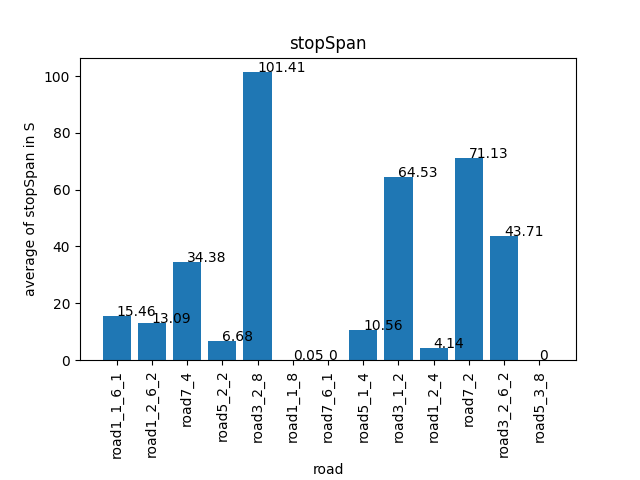 stopSpan
average of stopSpan in S
100
80
60
40
20
0
15.46
13.09
34.38
6.68
101.41
0.05
0
10.56
64.53
4.14
71.13
43.71
0
road1_1_6_1
road1_2_6_2
road7_4
road5_2_2
road3_2_8
road1_1_8
road7_6_1
road5_1_4
road3_1_2
road1_2_4
road7_2
road3_2_6_2
road5_3_8
road